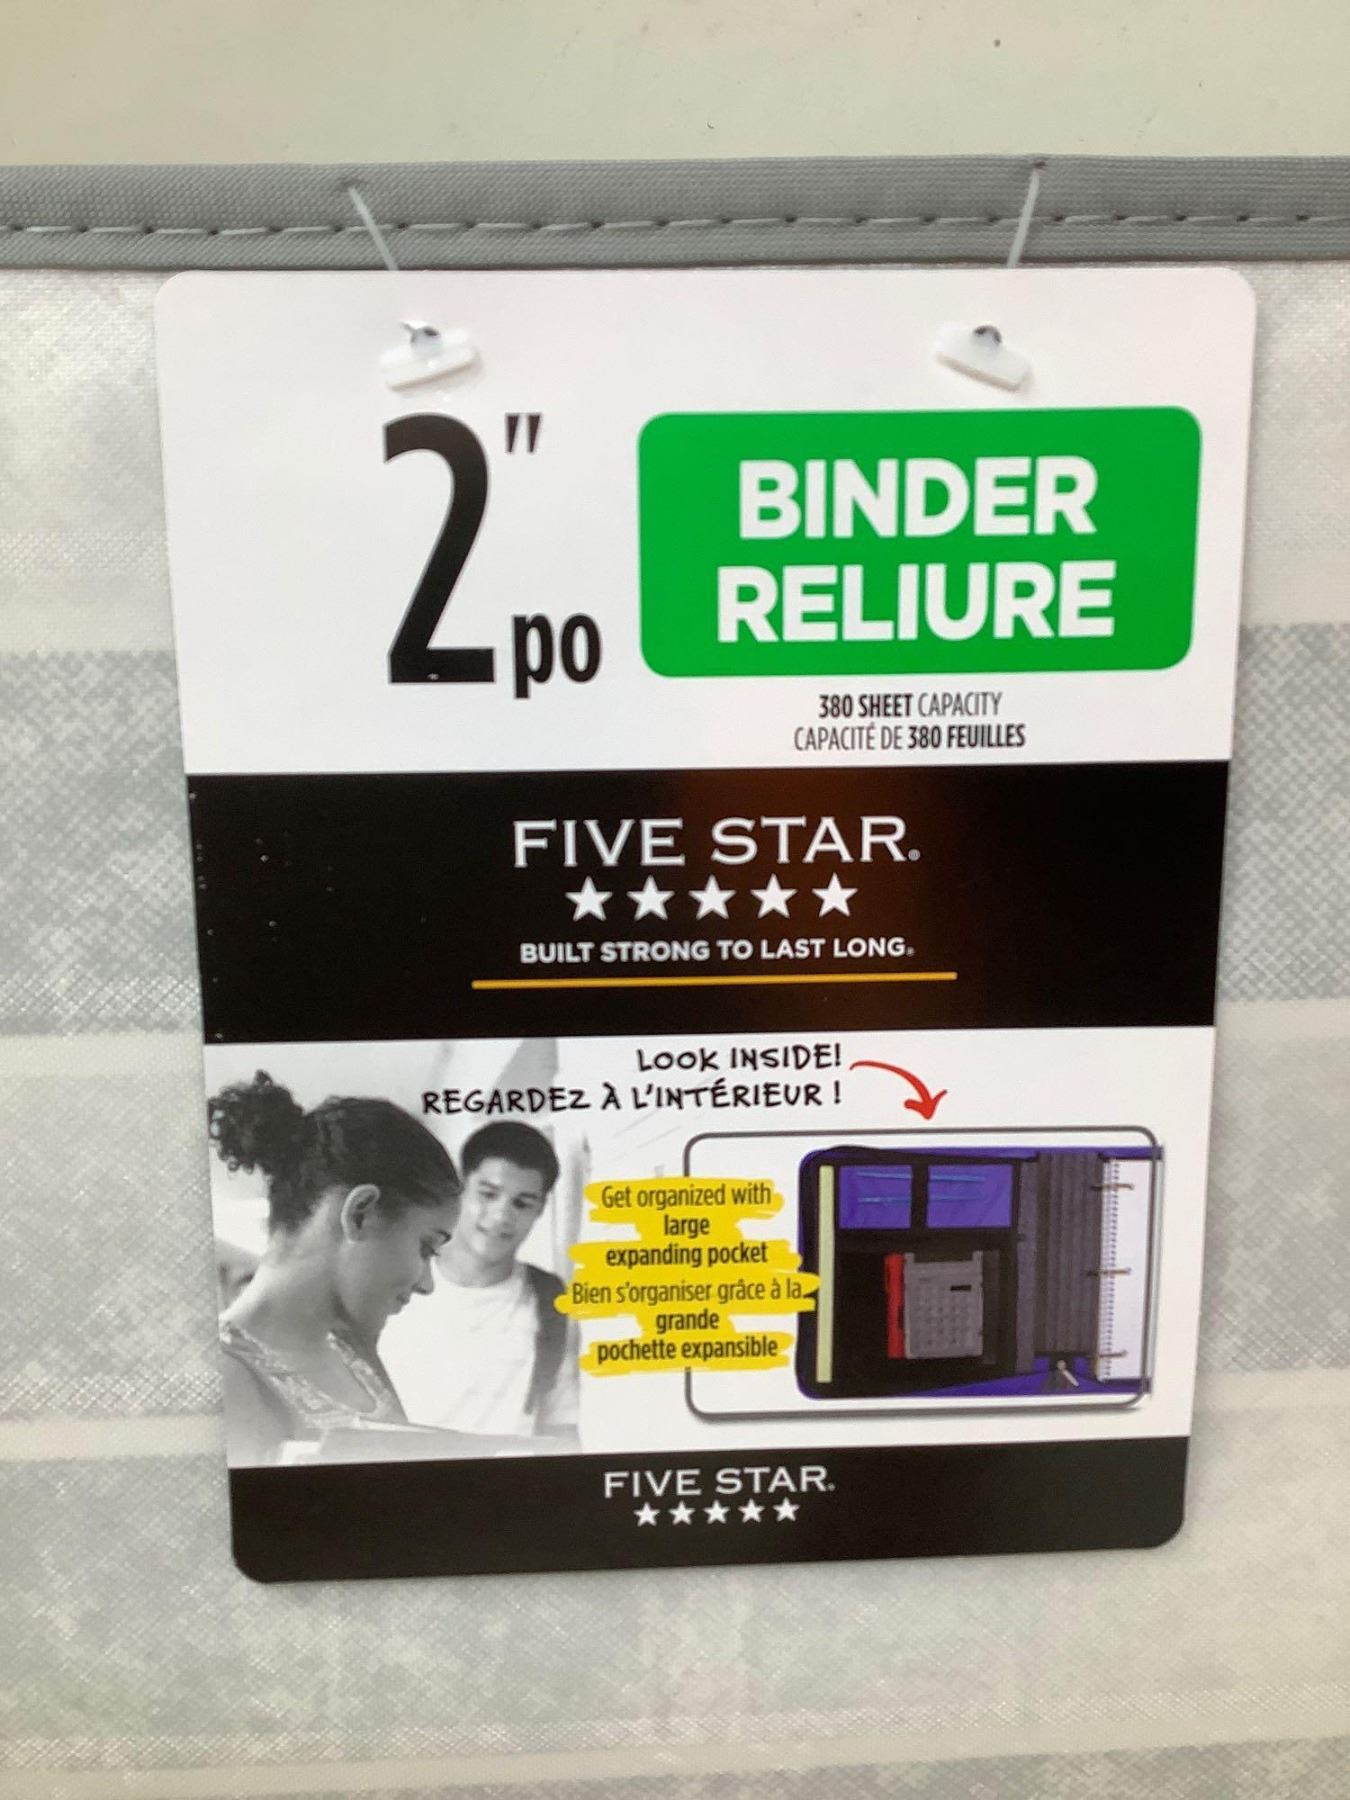 2" po
BINDER
RELIURE
380 SHEET CAPACITY
CAPACITÉ DE 380 FEUILLES
FIVE STAR®
★★★★★
BUILT STRONG TO LAST LONG®
LOOK INSIDE!
REGARDEZ À L'INTÉRIEUR !
Get organized with
large
expanding pocket
Bien s'organiser grâce à la
grande
pochette expansible
FIVE STAR®
★★★★★